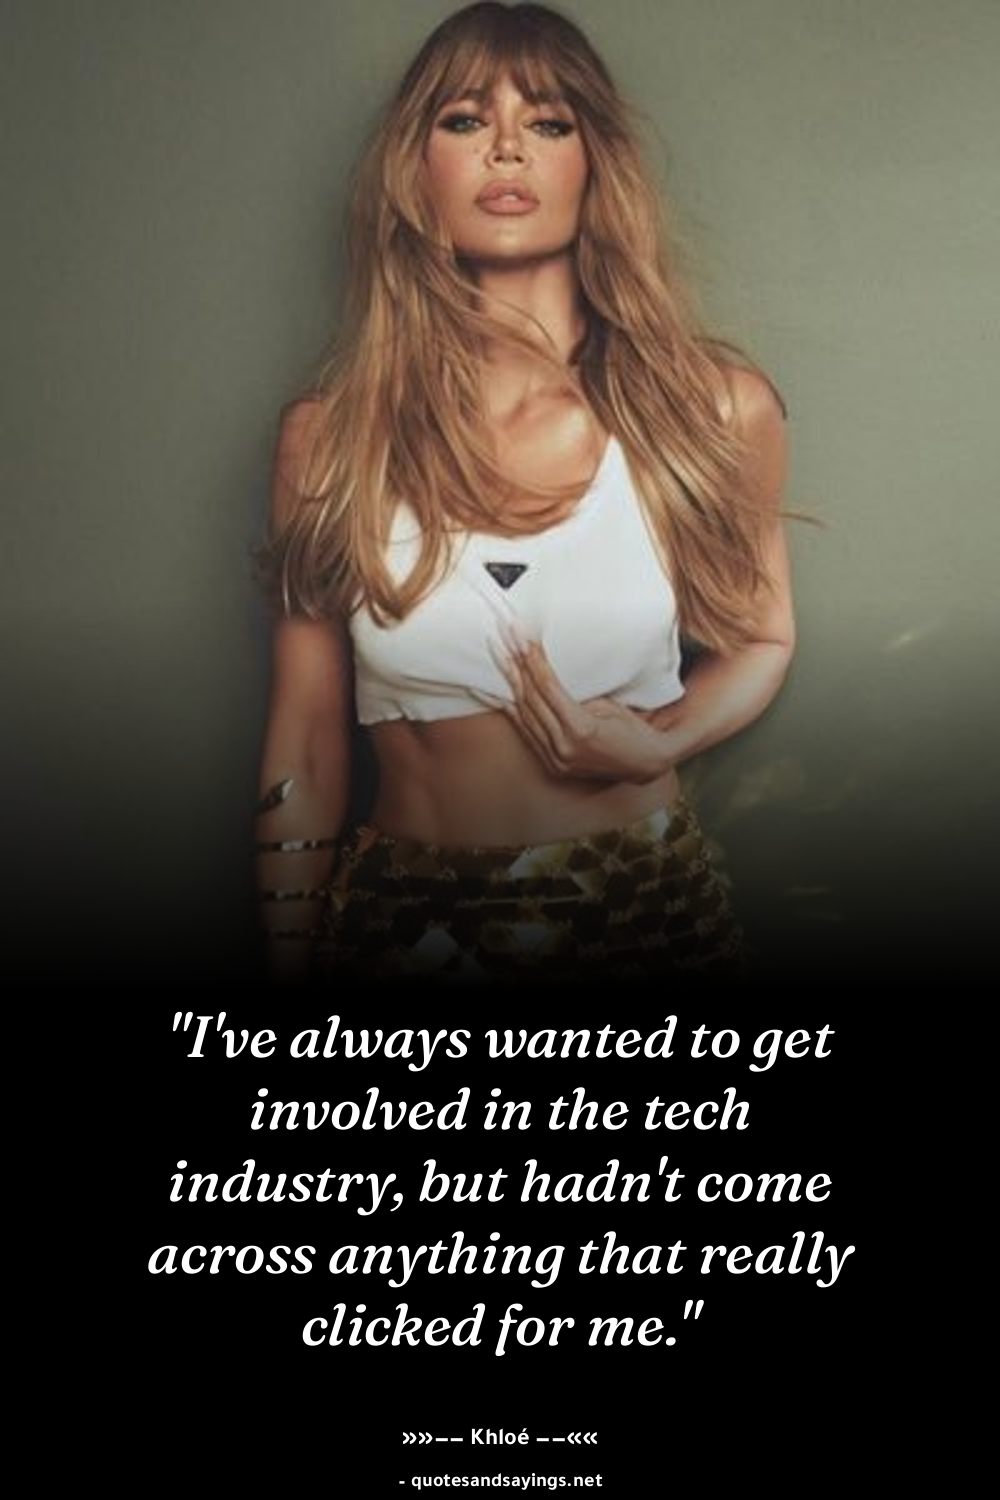 "I've always wanted to get
involved in the tech
industry, but hadn't come
across anything that really
clicked for me."
»»−− Khloé −−««
- quotesandsayings.net